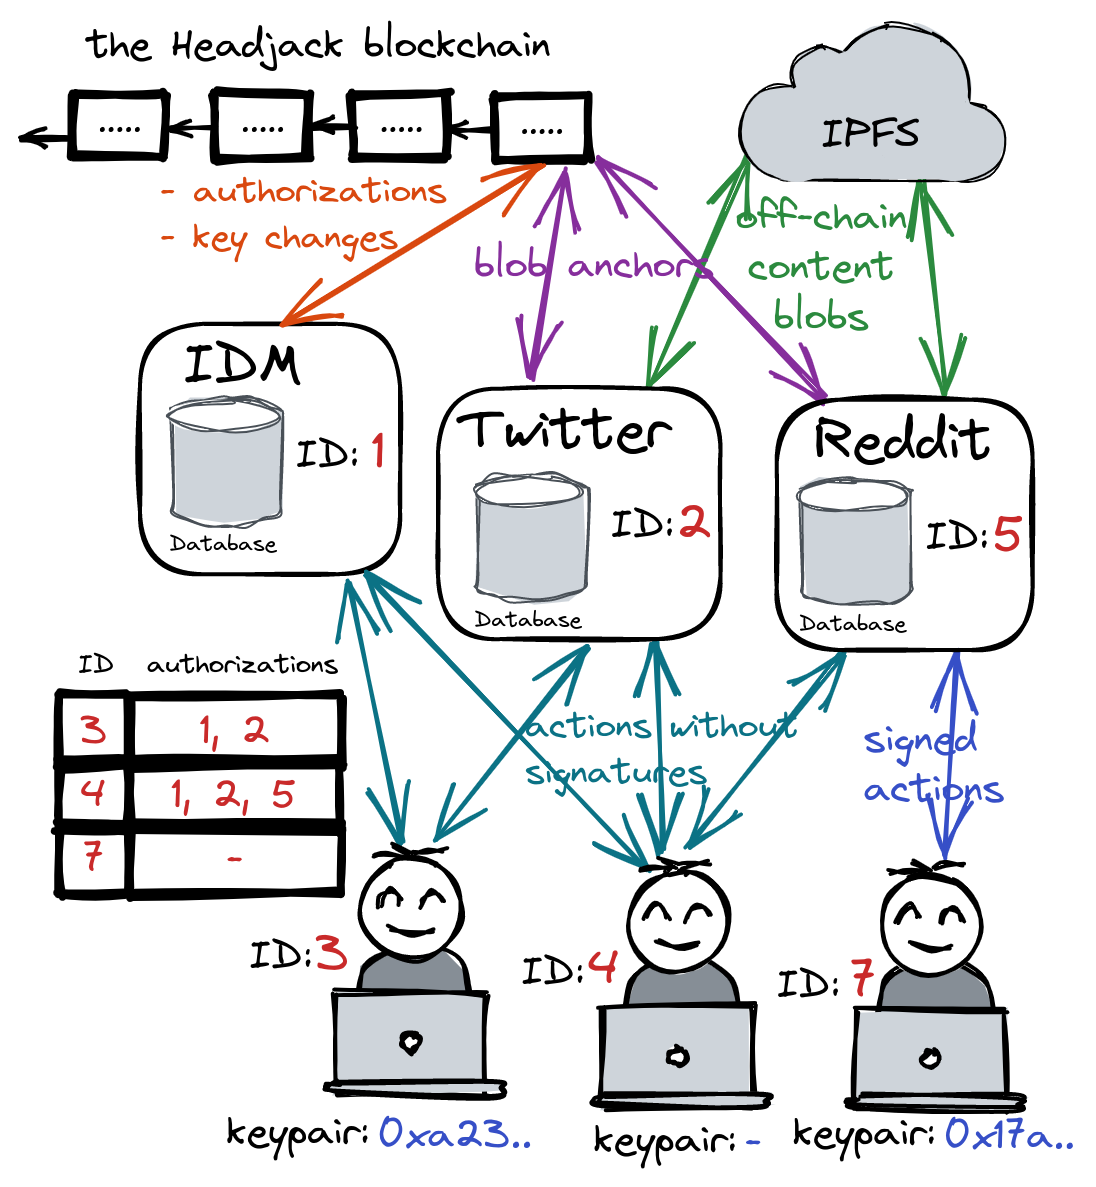 the Headjack blockchain
..... ..... ..... .....
IPFS
- authorizations
- key changes
blob anchors
off-chain
content
blobs
IDM
ID: 1
Database
Twitter
ID: 2
Database
Reddit
ID: 5
Database
ID authorizations
3 1, 2
4 1, 2, 5
7 -
actions without
signatures
signed
actions
ID: 3
ID: 4
ID: 7
keypair: 0xa23..
keypair: -
keypair: 0x17a..